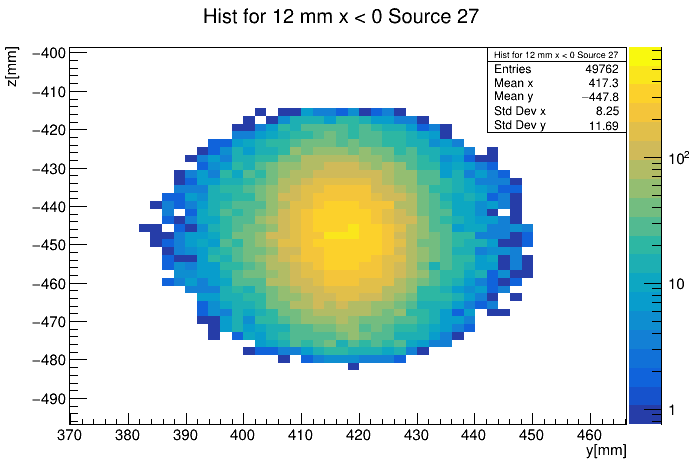 Hist for 12 mm x < 0 Source 27
z[mm]
Hist for 12 mm x < 0 Source 27
Entries 49762
Mean x 417.3
Mean y −447.8
Std Dev x 8.25
Std Dev y 11.69
−400
−410
−420
−430
−440
−450
−460
−470
−480
−490
10²
10
1
370 380 390 400 410 420 430 440 450 460
y[mm]